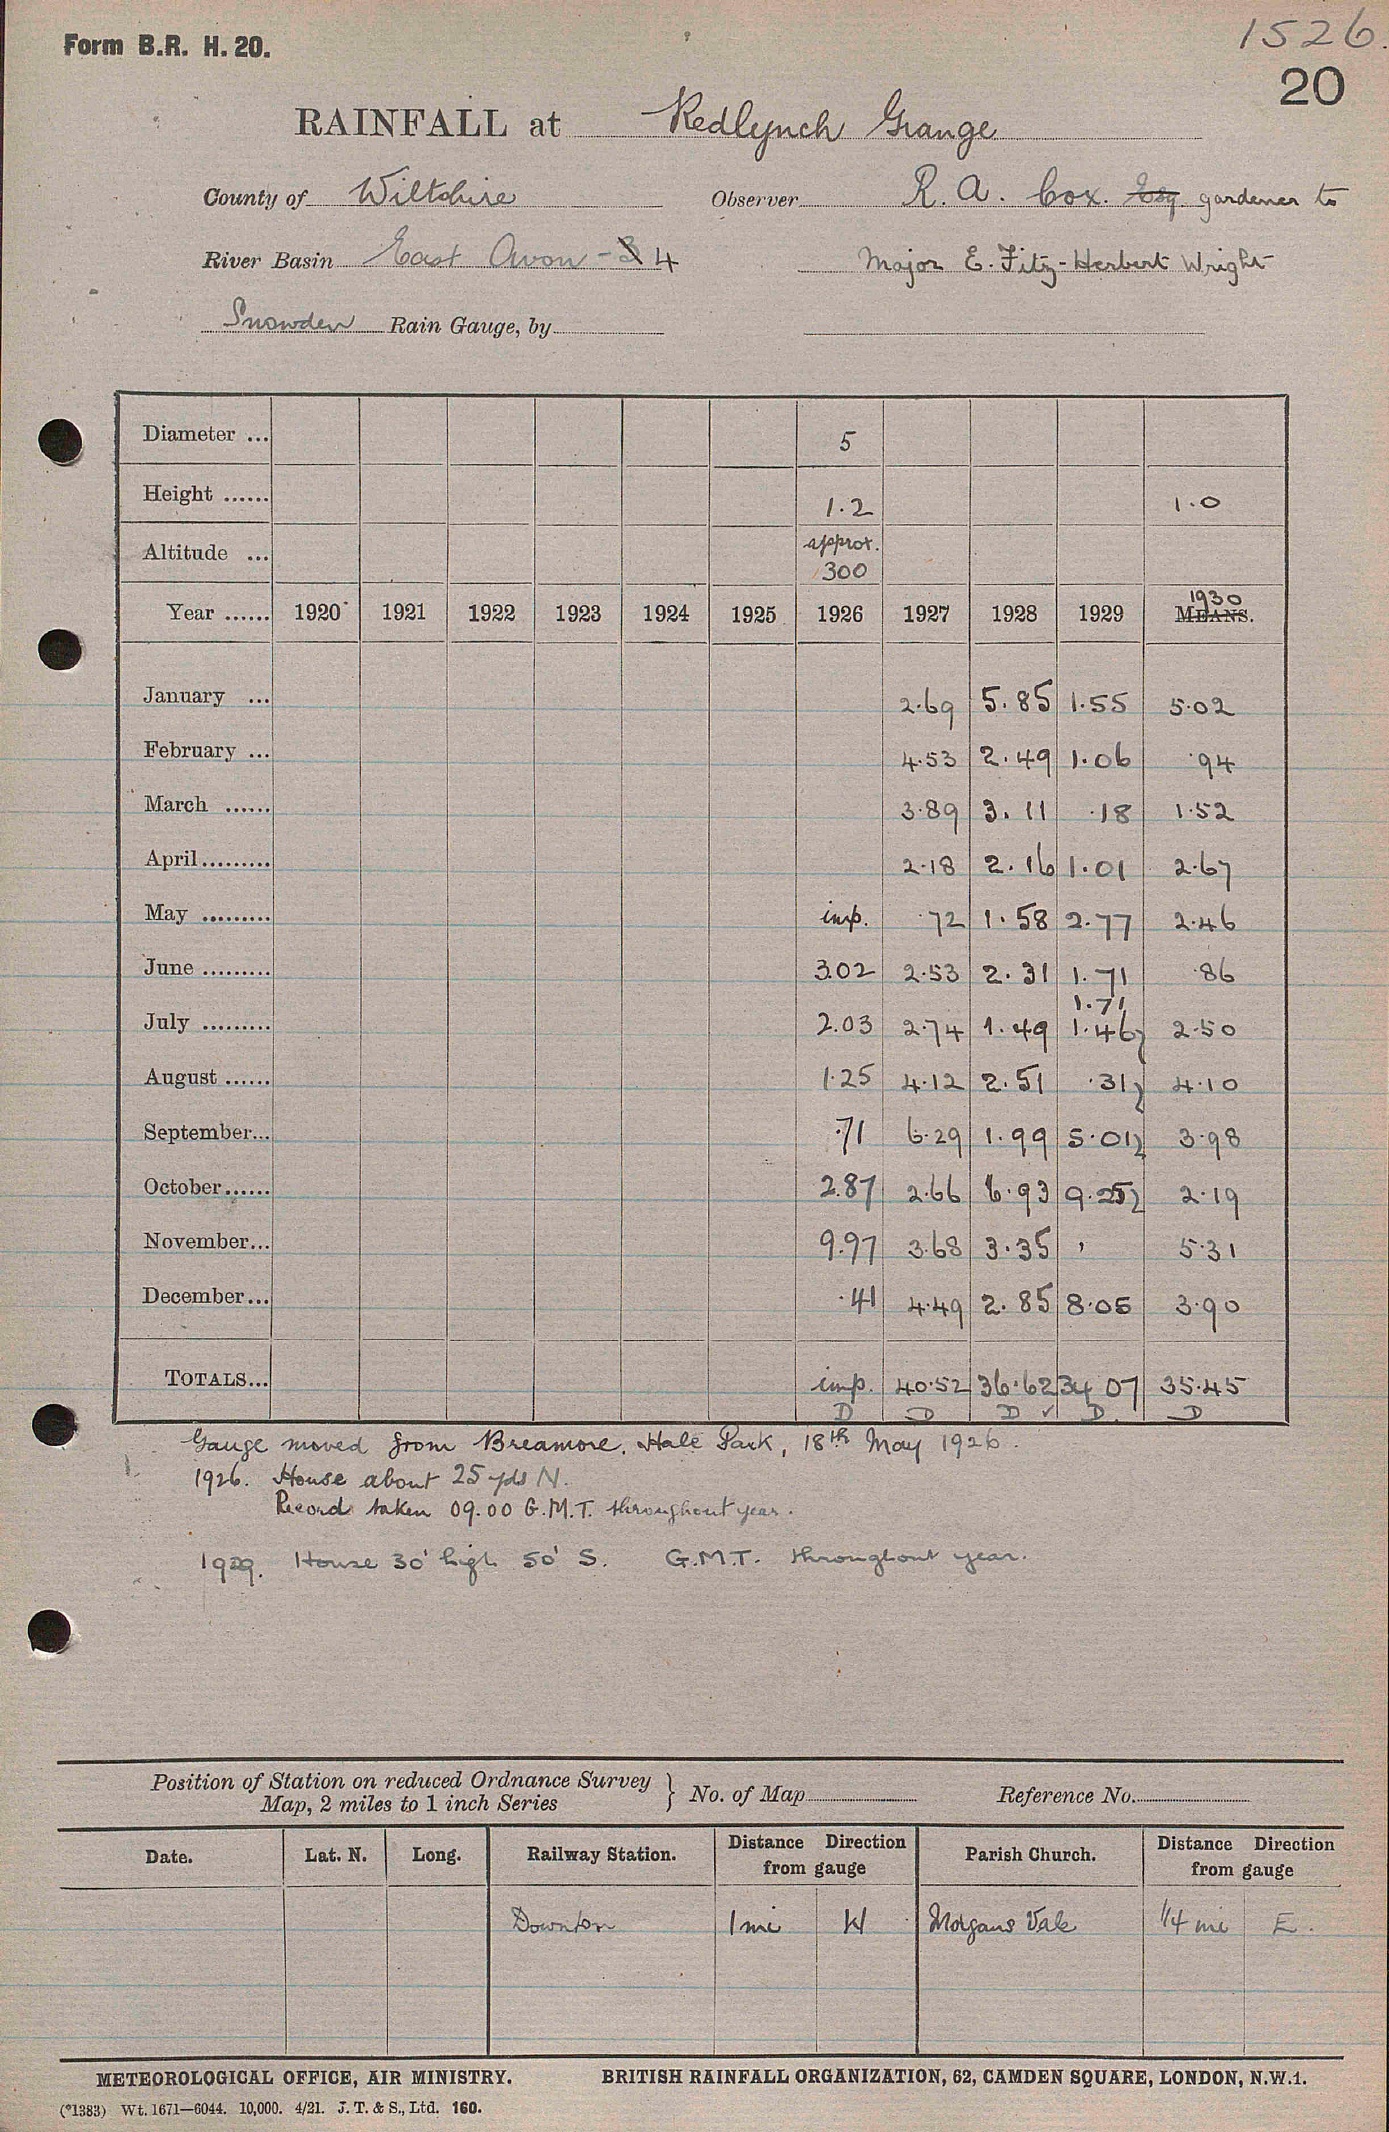 Form B.R. H. 20.
1526.
20
RAINFALL at Redlynch Grange
County of Wiltshire Observer R. A. Cox. Esq gardener to
River Basin East Avon - 3 4 Major E. Fitz-Herbert Wright
Snowden Rain Gauge, by
Diameter ... 5
Height ...... 1.2 1.0
Altitude ... approx. 300
Year ...... 1920 1921 1922 1923 1924 1925 1926 1927 1928 1929 MEANS. 1930
January ... 2.69 5.85 1.55 5.02
February ... 4.53 2.49 1.06 .94
March ...... 3.89 3.11 .18 1.52
April......... 2.18 2.16 1.01 2.67
May ......... imp. .72 1.58 2.77 2.46
June ......... 3.02 2.53 2.31 1.71 .86
1.71
July ......... 2.03 2.74 1.49 1.46} 2.50
August ...... 1.25 4.12 2.51 .31} 4.10
September... .71 6.29 1.99 5.01} 3.98
October...... 2.87 2.66 6.93 9.25} 2.19
November... 9.97 3.68 3.35 , 5.31
December... .41 4.49 2.85 8.05 3.90
TOTALS... imp. 40.52 36.62 34 07 35.45
D D D ✓ D. D
Gauge moved from Breamore, Hale Park, 18th May 1926.
1926. House about 25 yds N.
Record taken 09.00 G.M.T. throughout year.
1929. House 30' high 50' S. G.M.T. throughout year.
Position of Station on reduced Ordnance Survey
Map, 2 miles to 1 inch Series } No. of Map Reference No.
Date. Lat. N. Long. Railway Station. Distance Direction from gauge Parish Church. Distance Direction from gauge
Downton 1 mi W Morgans Vale 1/4 mi E.
METEOROLOGICAL OFFICE, AIR MINISTRY. BRITISH RAINFALL ORGANIZATION, 62, CAMDEN SQUARE, LONDON, N.W.1.
(*1383) Wt. 1671—6044. 10,000. 4/21. J. T. & S., Ltd. 160.